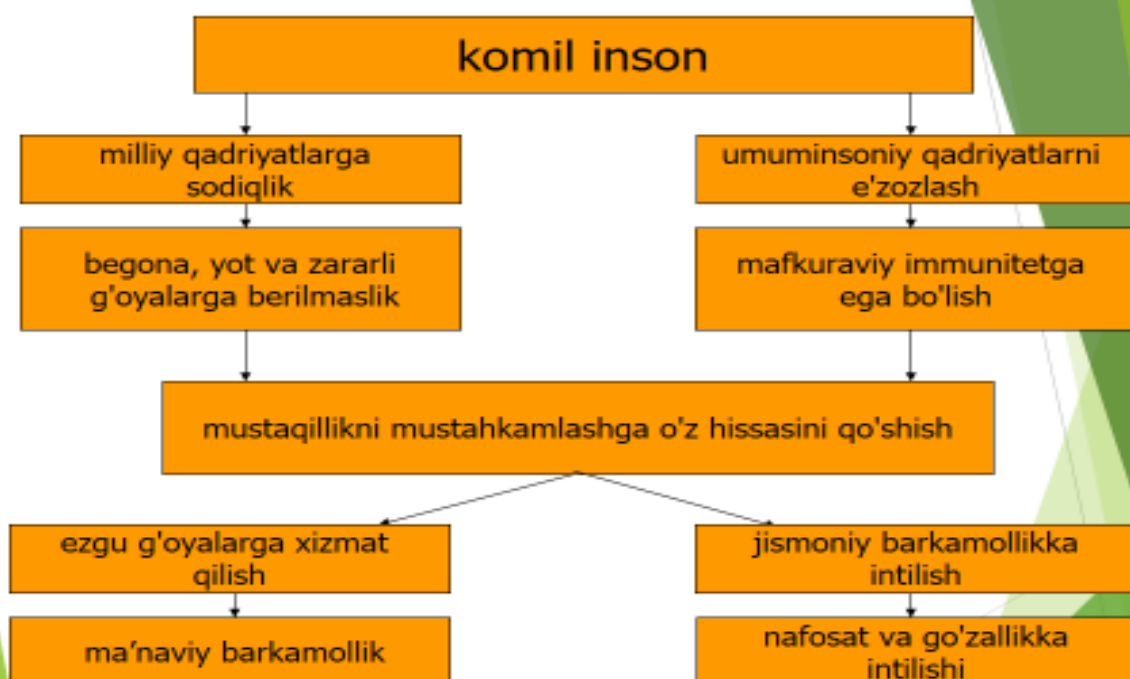 komil inson
milliy qadriyatlarga
sodiqlik
umuminsoniy qadriyatlarni
e'zozlash
begona, yot va zararli
g'oyalarga berilmaslik
mafkuraviy immunitetga
ega bo'lish
mustaqillikni mustahkamlashga o'z hissasini qo'shish
ezgu g'oyalarga xizmat
qilish
jismoniy barkamollikka
intilish
ma’naviy barkamollik
nafosat va go'zallikka
intilishi